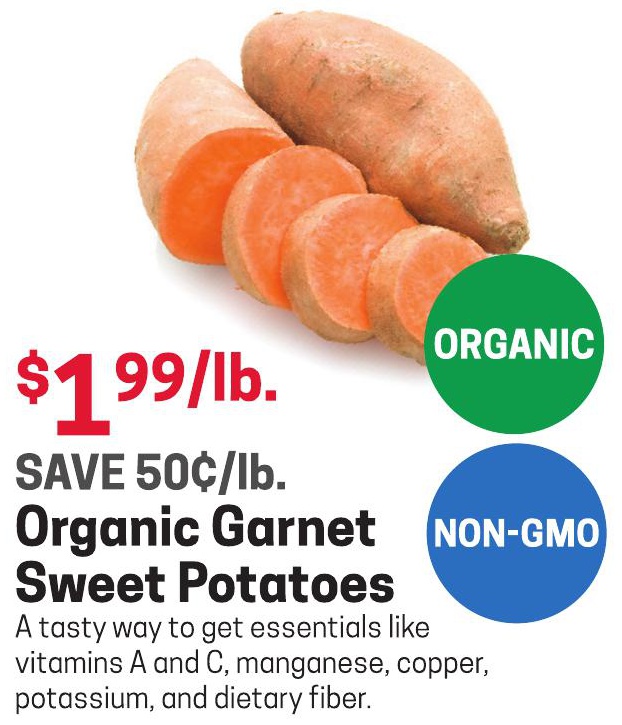 $1.99/lb.
SAVE 50¢/lb.
Organic Garnet
Sweet Potatoes
A tasty way to get essentials like
vitamins A and C, manganese, copper,
potassium, and dietary fiber.
ORGANIC
NON-GMO